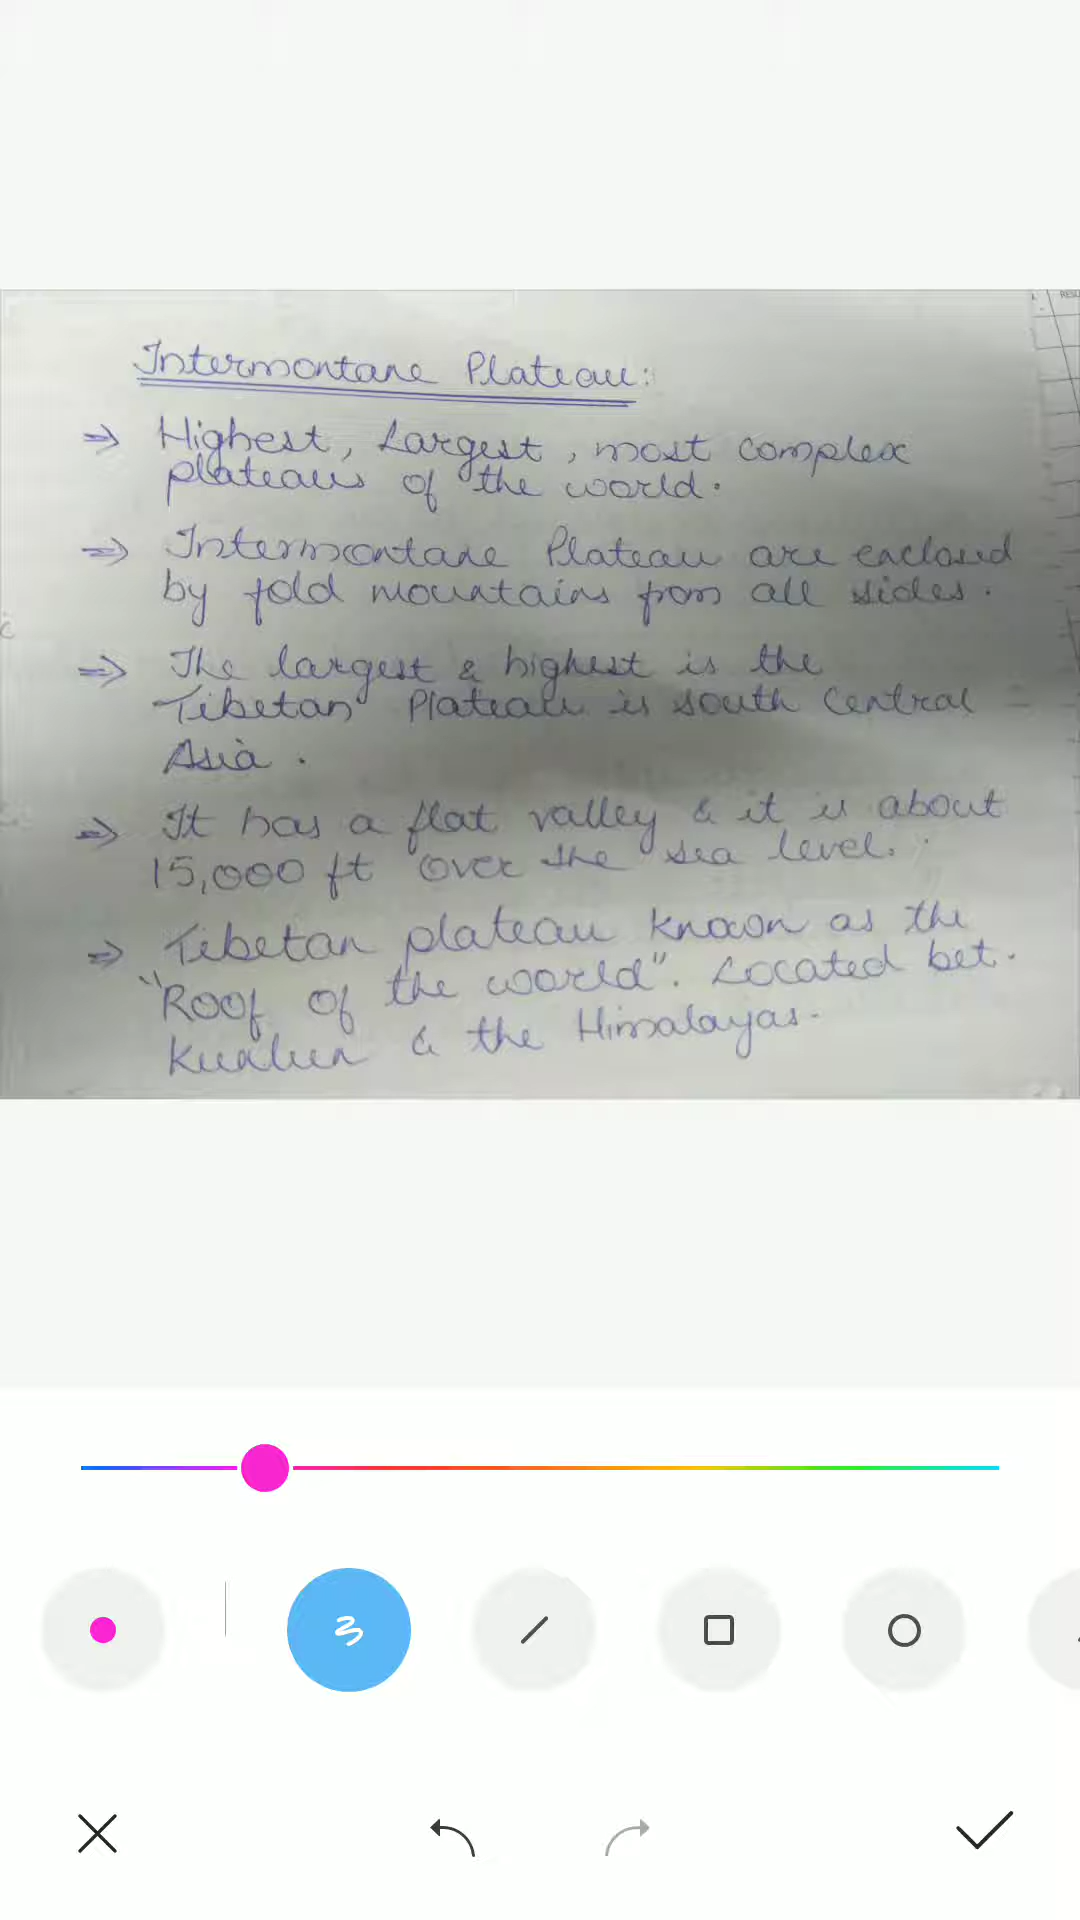 Intermontane Plateau:
⇒ Highest, Largest, most complex
plateaus of the world.
⇒ Intermontane Plateau are enclosed
by fold mountains from all sides.
⇒ The largest & highest is the
Tibetan Plateau is south Central
Asia.
⇒ It has a flat valley & it is about
15,000 ft over the sea level.
⇒ Tibetan plateau known as the
"Roof of the world". Located bet.
Kunlun & the Himalayas.